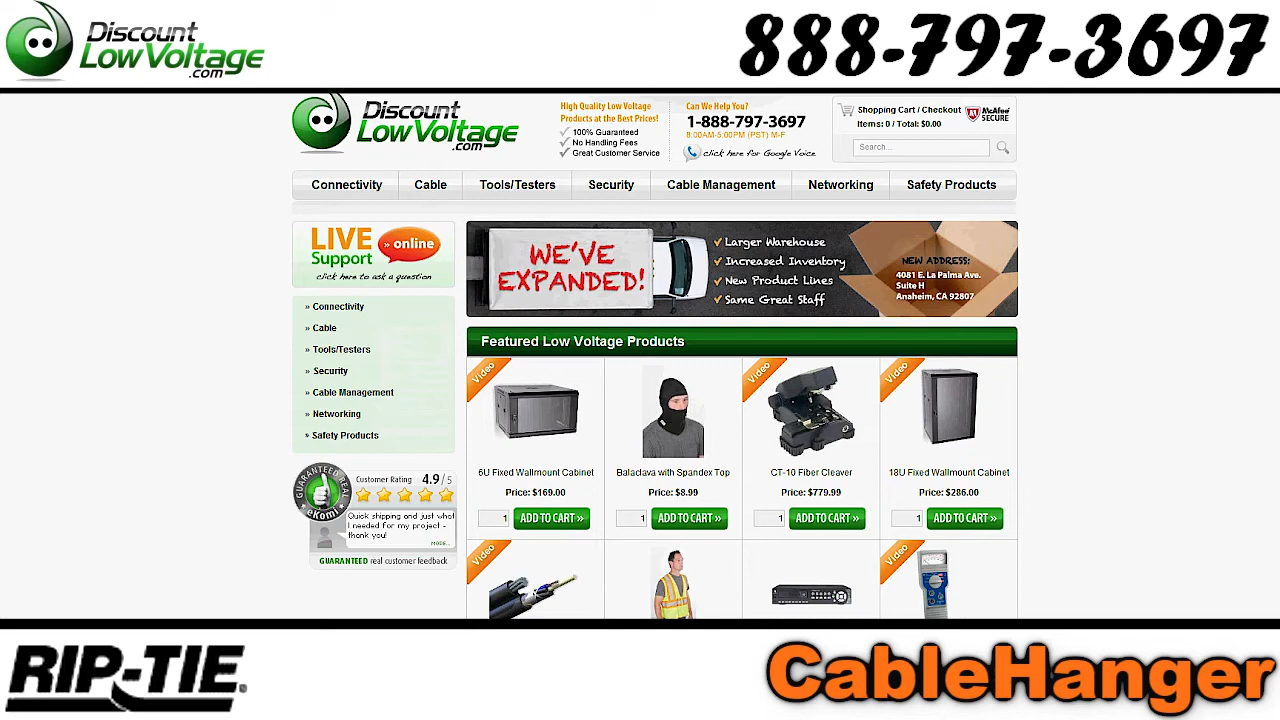 Discount
LowVoltage
.com
888-797-3697
Discount
LowVoltage
.com
High Quality Low Voltage
Products at the Best Prices!
100% Guaranteed
No Handling Fees
Great Customer Service
Can We Help You?
1-888-797-3697
8:00AM-5:00PM (PST) M-F
click here for Google Voice
Shopping Cart / Checkout
Items: 0 / Total: $0.00
McAfee
SECURE
Search...
Connectivity
Cable
Tools/Testers
Security
Cable Management
Networking
Safety Products
LIVE
Support
» online
click here to ask a question
WE'VE
EXPANDED!
Larger Warehouse
Increased Inventory
New Product Lines
Same Great Staff
NEW ADDRESS:
4081 E. La Palma Ave.
Suite H
Anaheim, CA 92807
» Connectivity
» Cable
» Tools/Testers
» Security
» Cable Management
» Networking
» Safety Products
Featured Low Voltage Products
Video
6U Fixed Wallmount Cabinet
Price: $169.00
1 ADD TO CART »
Balaclava with Spandex Top
Price: $8.99
1 ADD TO CART »
Video
CT-10 Fiber Cleaver
Price: $779.99
1 ADD TO CART »
Video
18U Fixed Wallmount Cabinet
Price: $286.00
1 ADD TO CART »
GUARANTEED REAL
eKomi
Customer Rating 4.9 / 5
Quick shipping and just what
I needed for my project -
thank you!
MORE...
GUARANTEED real customer feedback
Video
Video
RIP-TIE®
CableHanger